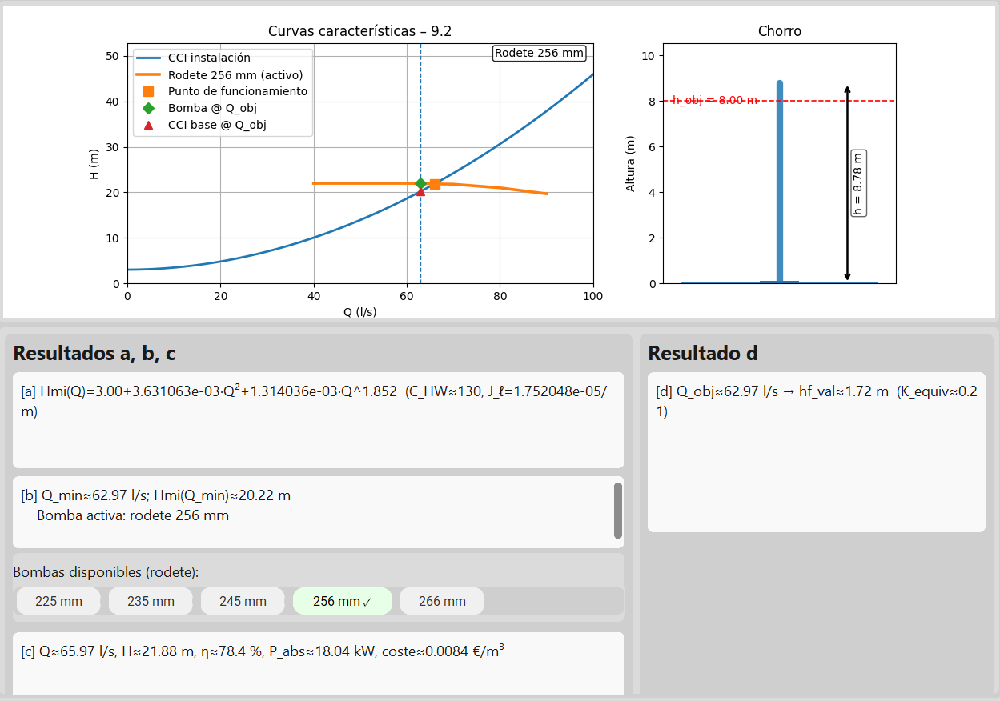 Curvas características – 9.2
50
40
30
20
10
0
H (m)
CCI instalación
Rodete 256 mm (activo)
Punto de funcionamiento
Bomba @ Q_obj
CCI base @ Q_obj
Rodete 256 mm
0 20 40 60 80 100
Q (l/s)
Chorro
10
8
6
4
2
0
Altura (m)
h_obj = 8.00 m
h = 8.78 m
Resultados a, b, c
[a] Hmi(Q)=3.00+3.631063e-03·Q²+1.314036e-03·Q^1.852 (C_HW≈130, J_ℓ=1.752048e-05/
m)
[b] Q_min≈62.97 l/s; Hmi(Q_min)≈20.22 m
Bomba activa: rodete 256 mm
Bombas disponibles (rodete):
225 mm 235 mm 245 mm 256 mm ✓ 266 mm
[c] Q≈65.97 l/s, H≈21.88 m, η≈78.4 %, P_abs≈18.04 kW, coste≈0.0084 €/m³
Resultado d
[d] Q_obj≈62.97 l/s → hf_val≈1.72 m (K_equiv≈0.2
1)